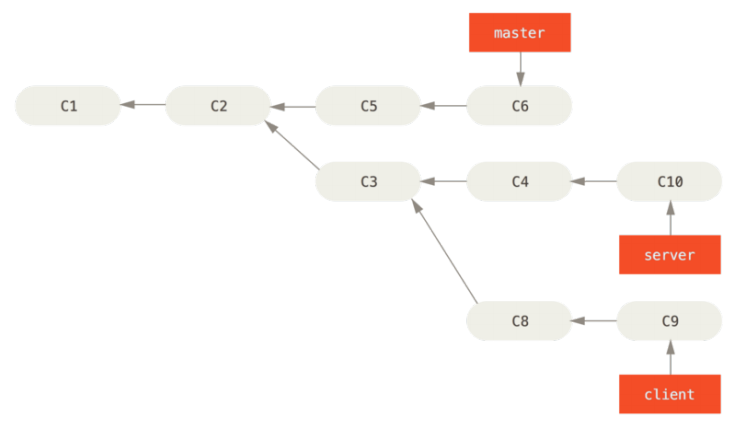 master
C1 C2 C5 C6
C3 C4 C10
server
C8 C9
client